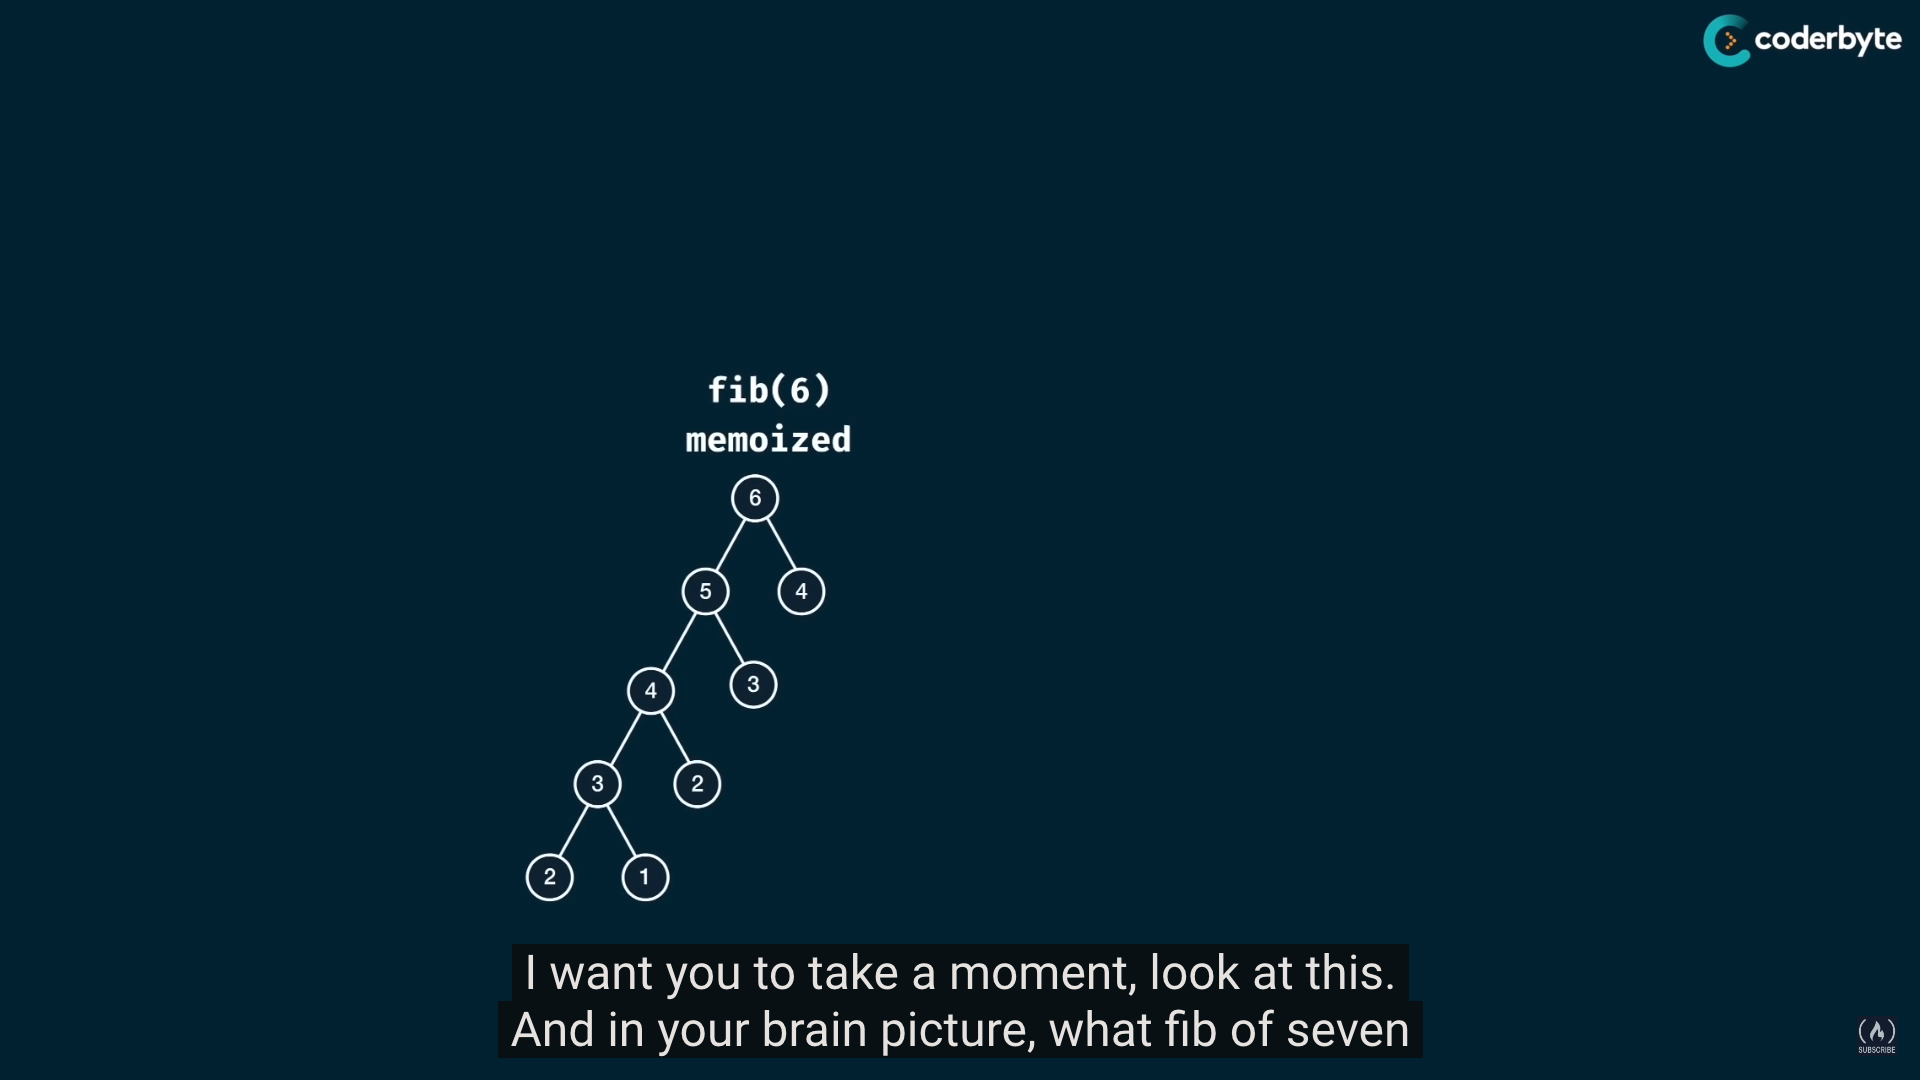 coderbyte
fib(6)
memoized
6
5
4
4
3
3
2
2
1
I want you to take a moment, look at this.
And in your brain picture, what fib of seven
SUBSCRIBE